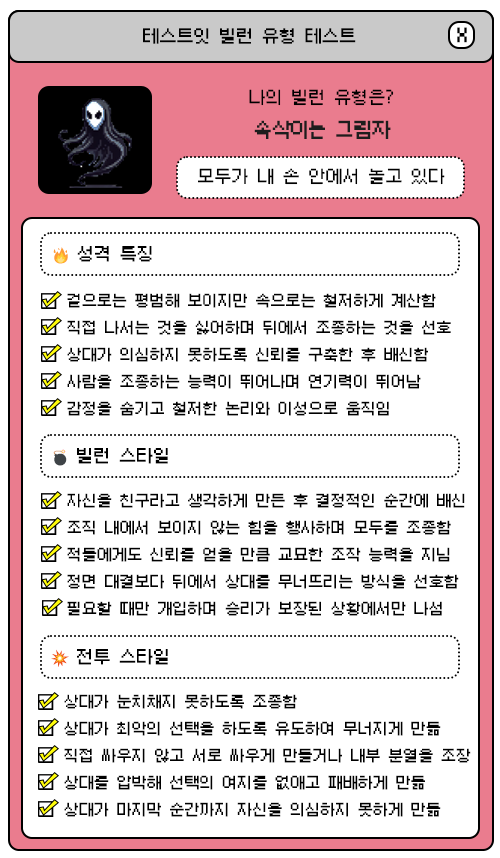 테스트잇 빌런 유형 테스트
X
나의 빌런 유형은?
속삭이는 그림자
모두가 내 손 안에서 놀고 있다
성격 특징
겉으로는 평범해 보이지만 속으로는 철저하게 계산함
직접 나서는 것을 싫어하며 뒤에서 조종하는 것을 선호
상대가 의심하지 못하도록 신뢰를 구축한 후 배신함
사람을 조종하는 능력이 뛰어나며 연기력이 뛰어남
감정을 숨기고 철저한 논리와 이성으로 움직임
빌런 스타일
자신을 친구라고 생각하게 만든 후 결정적인 순간에 배신
조직 내에서 보이지 않는 힘을 행사하며 모두를 조종함
적들에게도 신뢰를 얻을 만큼 교묘한 조작 능력을 지님
정면 대결보다 뒤에서 상대를 무너뜨리는 방식을 선호함
필요할 때만 개입하며 승리가 보장된 상황에서만 나섬
전투 스타일
상대가 눈치채지 못하도록 조종함
상대가 최악의 선택을 하도록 유도하여 무너지게 만듦
직접 싸우지 않고 서로 싸우게 만들거나 내부 분열을 조장
상대를 압박해 선택의 여지를 없애고 패배하게 만듦
상대가 마지막 순간까지 자신을 의심하지 못하게 만듦